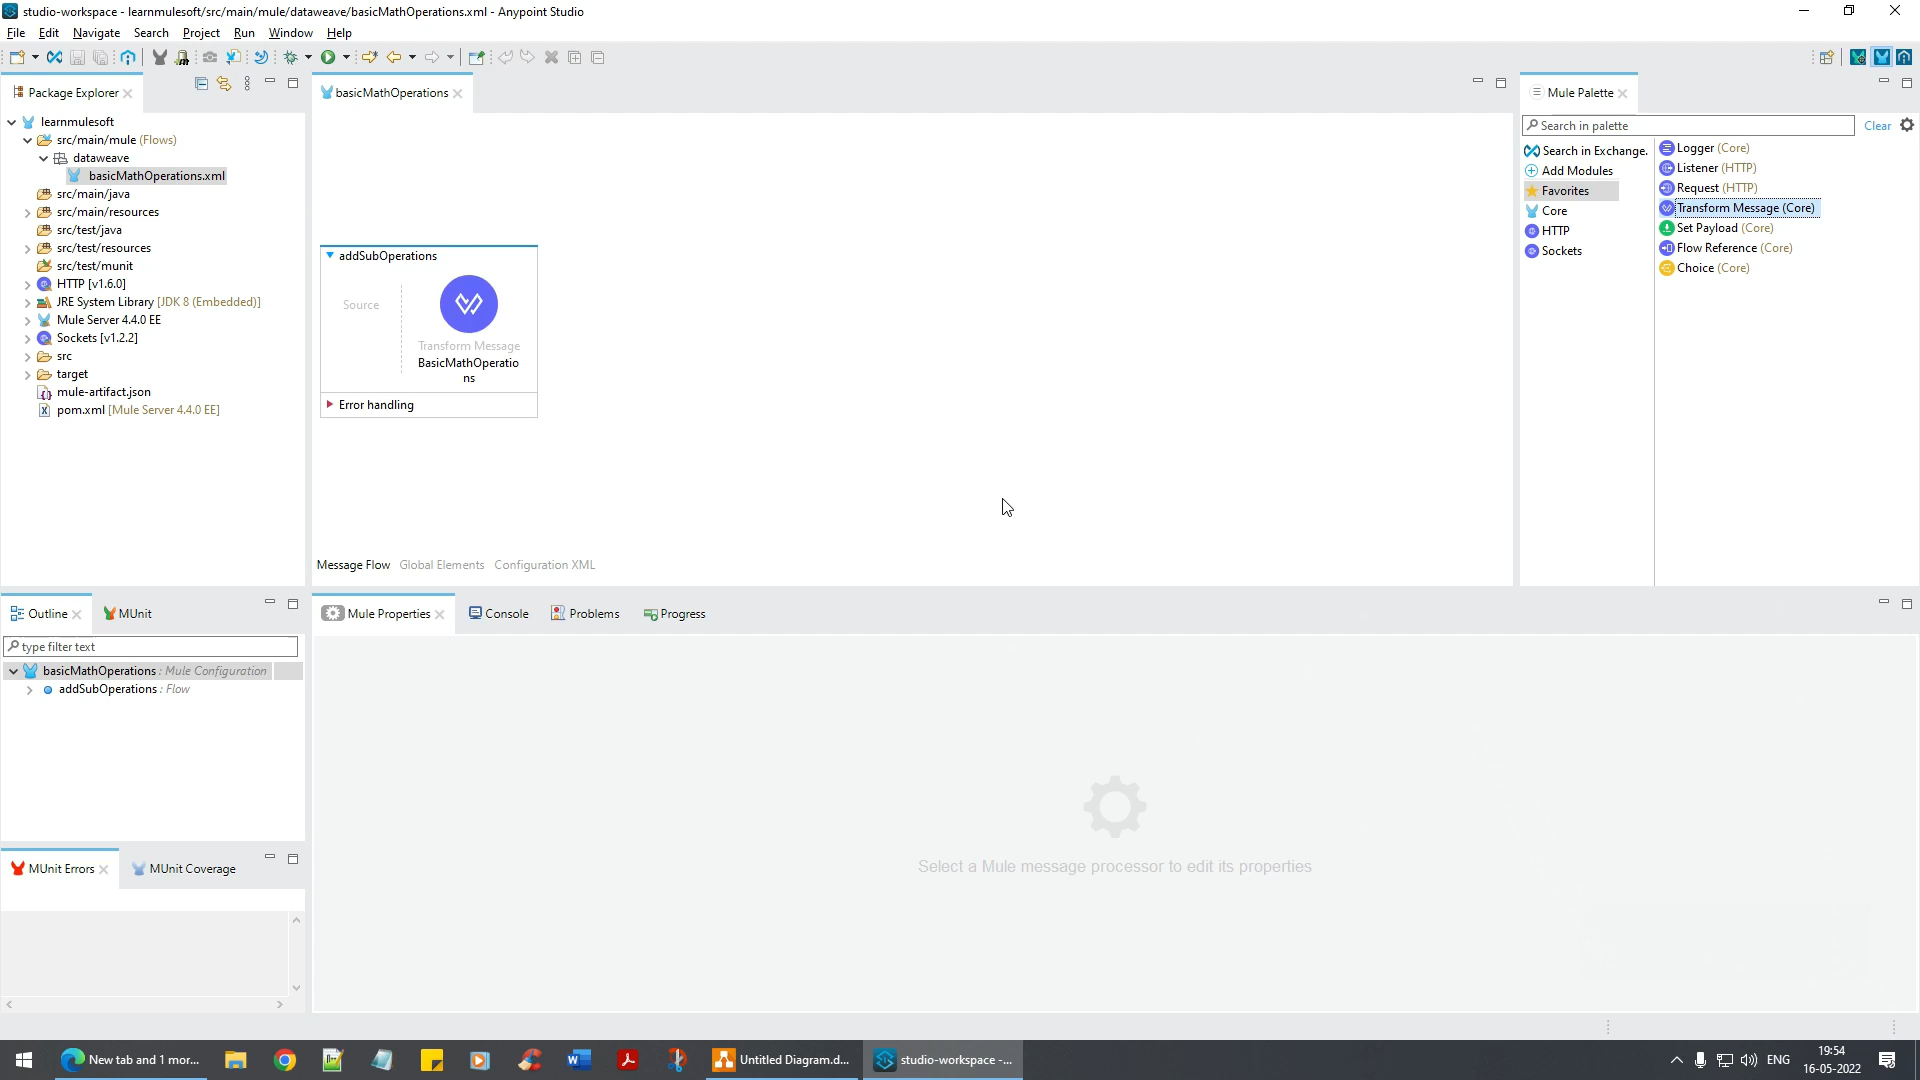 studio-workspace - learnmulesoft/src/main/mule/dataweave/basicMathOperations.xml - Anypoint Studio
File Edit Navigate Search Project Run Window Help
Package Explorer
learnmulesoft
src/main/mule (Flows)
dataweave
basicMathOperations.xml
src/main/java
src/main/resources
src/test/java
src/test/resources
src/test/munit
HTTP [v1.6.0]
JRE System Library [JDK 8 (Embedded)]
Mule Server 4.4.0 EE
Sockets [v1.2.2]
src
target
mule-artifact.json
pom.xml [Mule Server 4.4.0 EE]
basicMathOperations
addSubOperations
Source
Transform Message
BasicMathOperatio
ns
Error handling
Message Flow Global Elements Configuration XML
Mule Palette
Search in palette
Clear
Search in Exchange.
Add Modules
Favorites
Core
HTTP
Sockets
Logger (Core)
Listener (HTTP)
Request (HTTP)
Transform Message (Core)
Set Payload (Core)
Flow Reference (Core)
Choice (Core)
Outline MUnit
type filter text
basicMathOperations : Mule Configuration
addSubOperations : Flow
MUnit Errors MUnit Coverage
Mule Properties Console Problems Progress
Select a Mule message processor to edit its properties
New tab and 1 mor...
Untitled Diagram.d...
studio-workspace -...
ENG
19:54
16-05-2022